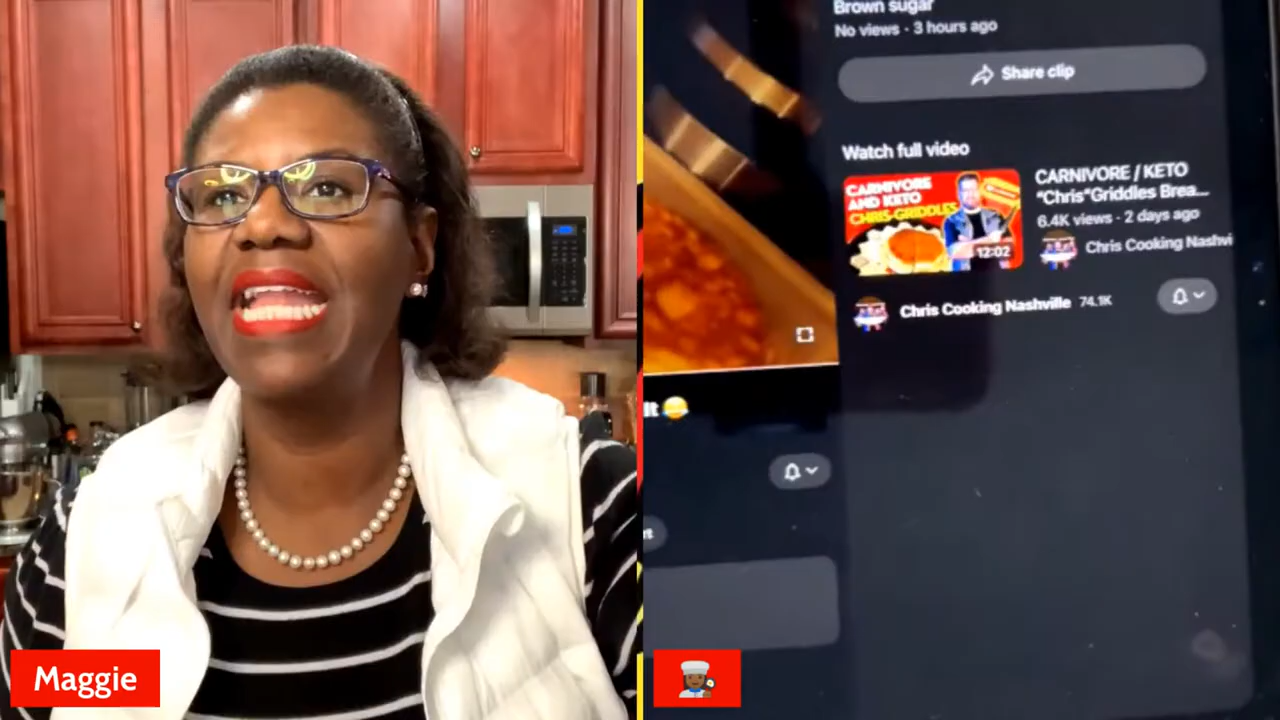 Maggie
Brown sugar
No views · 3 hours ago
Share clip
Watch full video
CARNIVORE
AND KETO
CHRIS-GRIDDLES
12:02
CARNIVORE / KETO
"Chris"Griddles Brea...
6.4K views · 2 days ago
Chris Cooking Nashvi
Chris Cooking Nashville 74.1K